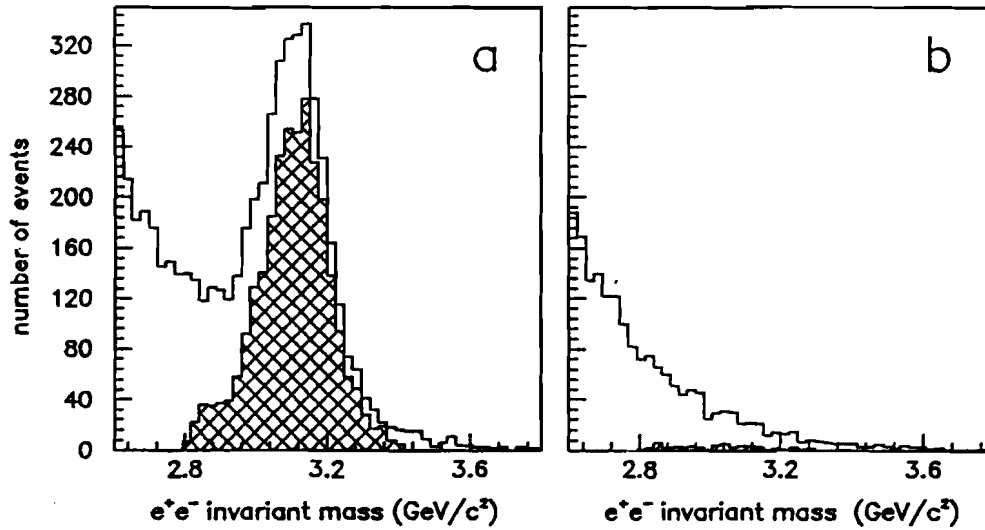 a
b
number of events
320
280
240
200
160
120
80
40
0
2.8 3.2 3.6
2.8 3.2 3.6
e⁺e⁻ invariant mass (GeV/c²)
e⁺e⁻ invariant mass (GeV/c²)